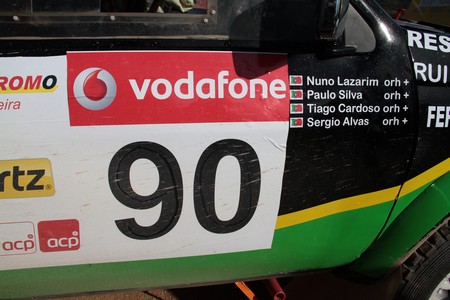 ROMO
eira
vodafone
Nuno Lazarim orh +
Paulo Silva orh +
Tiago Cardoso orh +
Sergio Alvas orh +
RES
RUI
FER
rtz
90
acp
acp